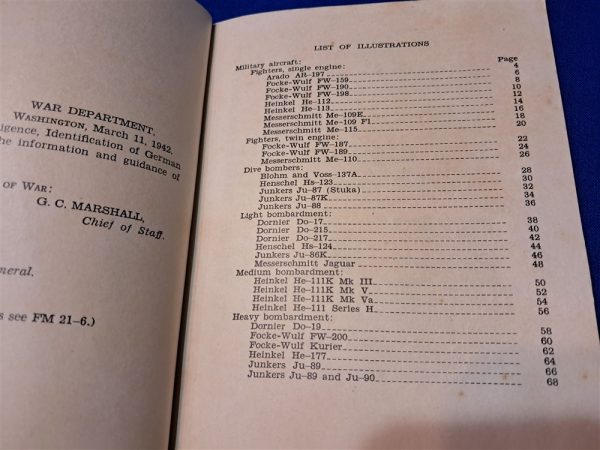 WAR DEPARTMENT,
WASHINGTON, March 11, 1942.
igence, Identification of German
he information and guidance of
OF WAR:
G. C. MARSHALL,
Chief of Staff.
eneral.
s see FM 21-6.)
LIST OF ILLUSTRATIONS
Military aircraft: Page
Fighters, single engine:
Arado AR-197 4
Focke-Wulf FW-159 6
Focke-Wulf FW-190 8
Focke-Wulf FW-198 10
Heinkel He-112 12
Heinkel He-113 14
Messerschmitt Me-109E 16
Messerschmitt Me-109 F1 18
Messerschmitt Me-115 20
Fighters, twin engine:
Focke-Wulf FW-187 22
Focke-Wulf FW-189 24
Messerschmitt Me-110 26
Dive bombers:
Blohm and Voss-137A 28
Henschel Hs-123 30
Junkers Ju-87 (Stuka) 32
Junkers Ju-87K 34
Junkers Ju-88 36
Light bombardment:
Dornier Do-17 38
Dornier Do-215 40
Dornier Do-217 42
Henschel Hs-124 44
Junkers Ju-86K 46
Messerschmitt Jaguar 48
Medium bombardment:
Heinkel He-111K Mk III 50
Heinkel He-111K Mk V 52
Heinkel He-111K Mk Va 54
Heinkel He-111 Series H 56
Heavy bombardment:
Dornier Do-19 58
Focke-Wulf FW-200 60
Focke-Wulf Kurier 62
Heinkel He-177 64
Junkers Ju-89 66
Junkers Ju-89 and Ju-90 68